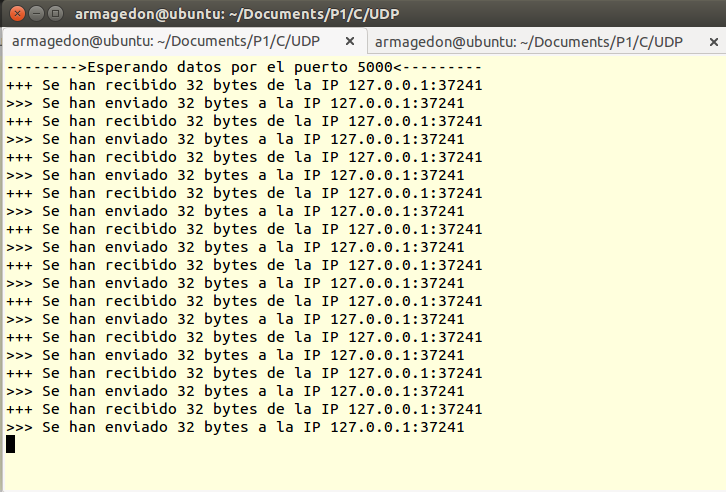 armagedon@ubuntu: ~/Documents/P1/C/UDP
armagedon@ubuntu: ~/Documents/P1/C/UDP × armagedon@ubuntu: ~/Documents/P1/C/UDP ×
-------->Esperando datos por el puerto 5000<---------
+++ Se han recibido 32 bytes de la IP 127.0.0.1:37241
>>> Se han enviado 32 bytes a la IP 127.0.0.1:37241
+++ Se han recibido 32 bytes de la IP 127.0.0.1:37241
>>> Se han enviado 32 bytes a la IP 127.0.0.1:37241
+++ Se han recibido 32 bytes de la IP 127.0.0.1:37241
>>> Se han enviado 32 bytes a la IP 127.0.0.1:37241
+++ Se han recibido 32 bytes de la IP 127.0.0.1:37241
>>> Se han enviado 32 bytes a la IP 127.0.0.1:37241
+++ Se han recibido 32 bytes de la IP 127.0.0.1:37241
>>> Se han enviado 32 bytes a la IP 127.0.0.1:37241
+++ Se han recibido 32 bytes de la IP 127.0.0.1:37241
>>> Se han enviado 32 bytes a la IP 127.0.0.1:37241
+++ Se han recibido 32 bytes de la IP 127.0.0.1:37241
>>> Se han enviado 32 bytes a la IP 127.0.0.1:37241
+++ Se han recibido 32 bytes de la IP 127.0.0.1:37241
>>> Se han enviado 32 bytes a la IP 127.0.0.1:37241
+++ Se han recibido 32 bytes de la IP 127.0.0.1:37241
>>> Se han enviado 32 bytes a la IP 127.0.0.1:37241
+++ Se han recibido 32 bytes de la IP 127.0.0.1:37241
>>> Se han enviado 32 bytes a la IP 127.0.0.1:37241